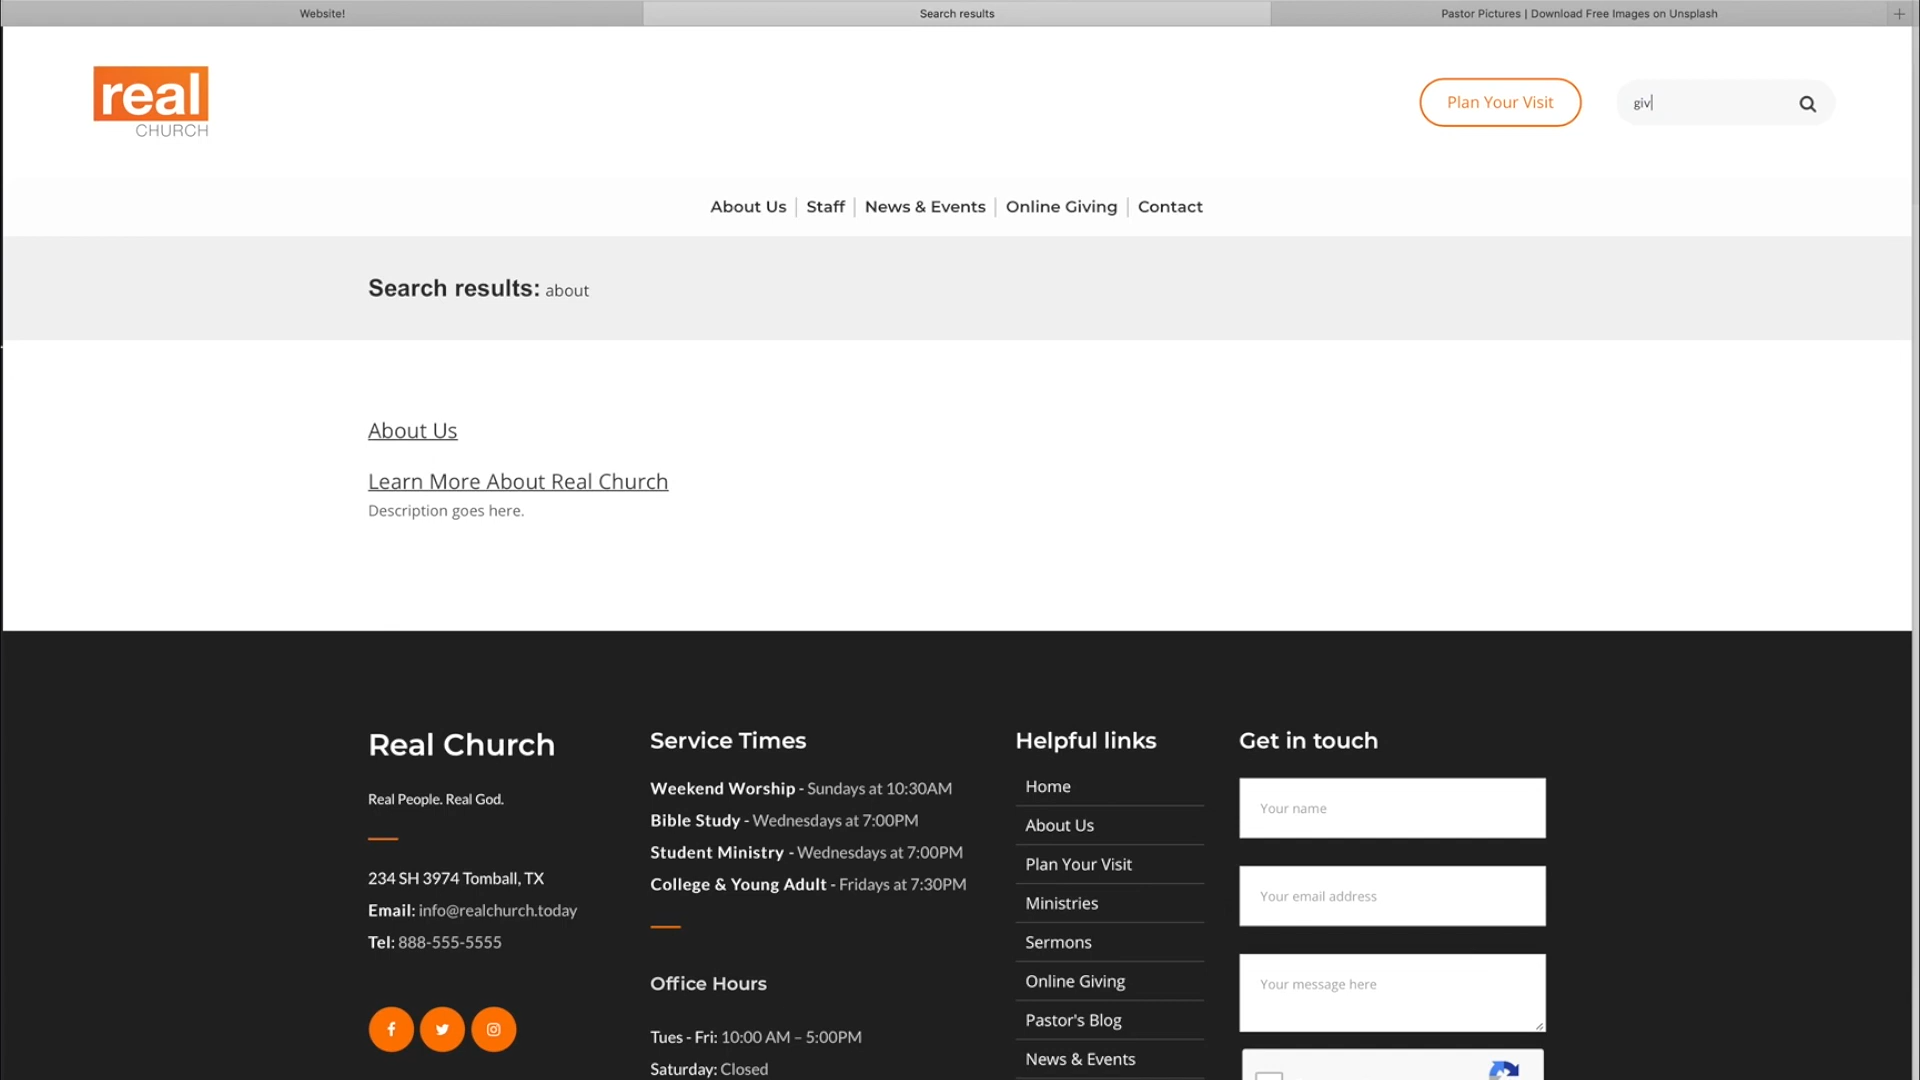 Website!
Search results
Pastor Pictures | Download Free Images on Unsplash
real
CHURCH
Plan Your Visit
giv
About Us
Staff
News & Events
Online Giving
Contact
Search results: about
About Us
Learn More About Real Church
Description goes here.
Real Church
Real People. Real God.
234 SH 3974 Tomball, TX
Email: info@realchurch.today
Tel: 888-555-5555
Service Times
Weekend Worship - Sundays at 10:30AM
Bible Study - Wednesdays at 7:00PM
Student Ministry - Wednesdays at 7:00PM
College & Young Adult - Fridays at 7:30PM
Office Hours
Tues - Fri: 10:00 AM – 5:00PM
Saturday: Closed
Helpful links
Home
About Us
Plan Your Visit
Ministries
Sermons
Online Giving
Pastor's Blog
News & Events
Get in touch
Your name
Your email address
Your message here